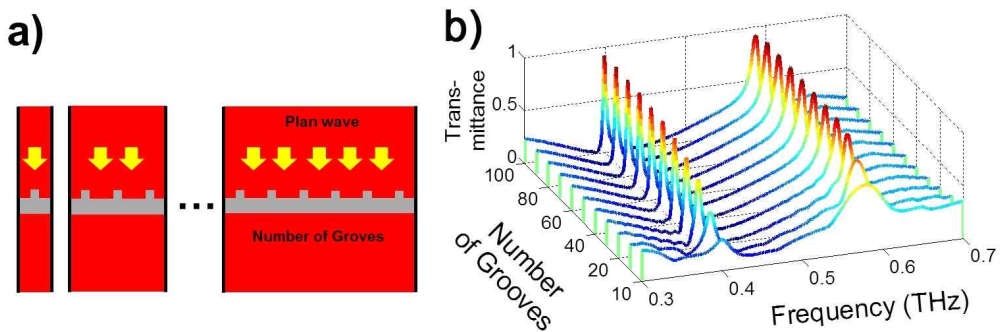 a)
Plan wave
...
Number of Groves
b)
Trans-
mittance
1
0.5
0
100
80
60
40
20
10
Number
of Grooves
0.3
0.4
0.5
0.6
0.7
Frequency (THz)